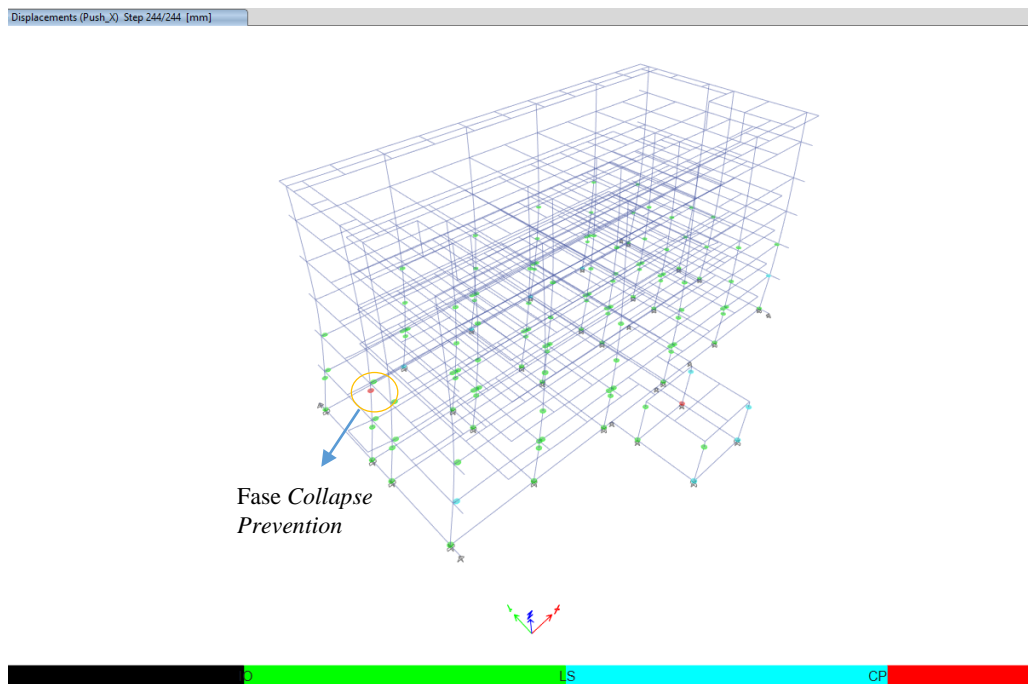 Displacements (Push_X) Step 244/244 [mm]
Fase Collapse
Prevention
O LS CP